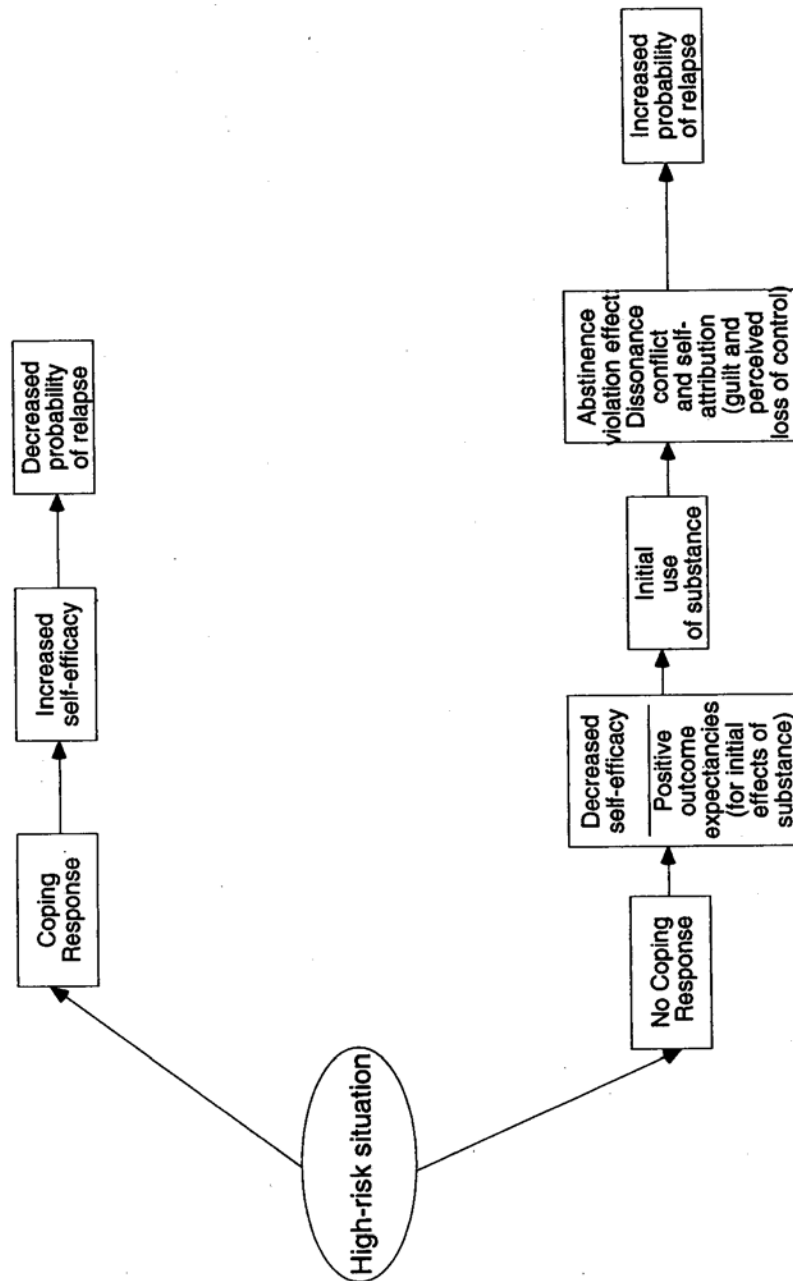 High-risk situation
Coping
Response
Increased
self-efficacy
Decreased
probability
of relapse
No Coping
Response
Decreased
self-efficacy
Positive
outcome
expectancies
(for initial
effects of
substance)
Initial
use
of substance
Abstinence
violation effect:
Dissonance
conflict
and self-
attribution
(guilt and
perceived
loss of control)
Increased
probability
of relapse